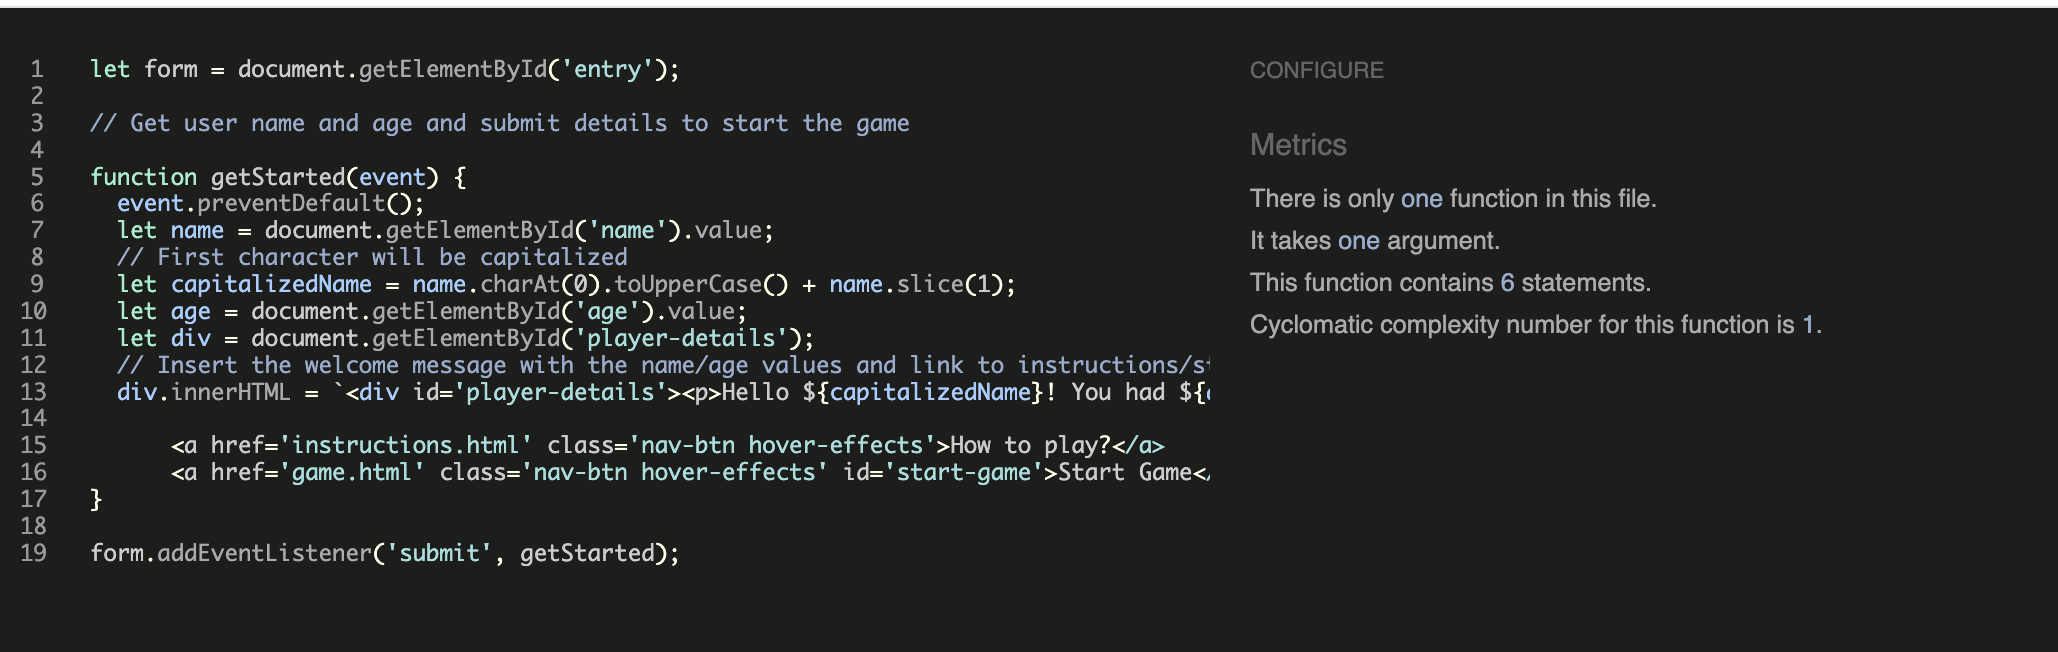 1 let form = document.getElementById('entry');
2
3 // Get user name and age and submit details to start the game
4
5 function getStarted(event) {
6 event.preventDefault();
7 let name = document.getElementById('name').value;
8 // First character will be capitalized
9 let capitalizedName = name.charAt(0).toUpperCase() + name.slice(1);
10 let age = document.getElementById('age').value;
11 let div = document.getElementById('player-details');
12 // Insert the welcome message with the name/age values and link to instructions/
13 div.innerHTML = `<div id='player-details'><p>Hello ${capitalizedName}! You had ${
14
15 <a href='instructions.html' class='nav-btn hover-effects'>How to play?</a>
16 <a href='game.html' class='nav-btn hover-effects' id='start-game'>Start Game<
17 }
18
19 form.addEventListener('submit', getStarted);
CONFIGURE
Metrics
There is only one function in this file.
It takes one argument.
This function contains 6 statements.
Cyclomatic complexity number for this function is 1.